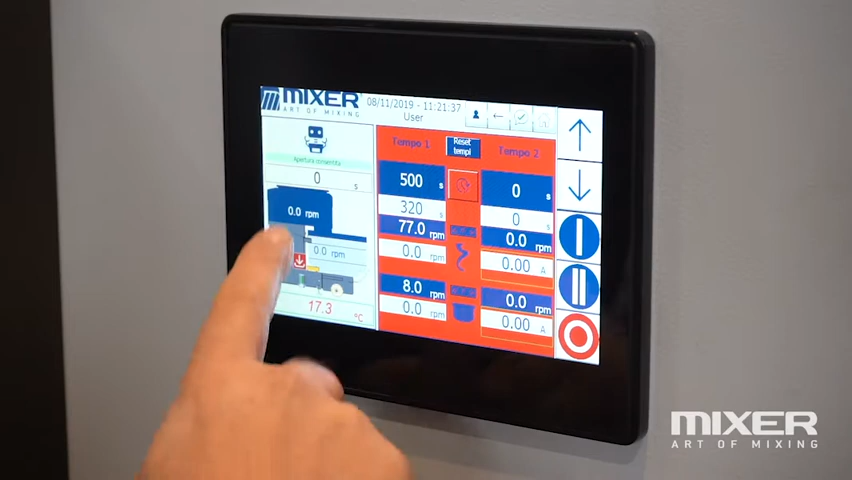 MIXER
ART OF MIXING
08/11/2019 - 11:21:37
User
Apertura consentita
0 s
0.0 rpm
0.0 rpm
17.3 °C
Tempo 1
Reset
tempi
Tempo 2
500 s
0 s
320 s
0 s
77.0 rpm
0.0 rpm
0.0 rpm
0.00 A
8.0 rpm
0.0 rpm
0.0 rpm
0.00 A
MIXER
ART OF MIXING